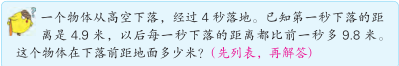 一个物体从高空下落，经过4秒落地。已知第一秒下落的距
离是4.9米，以后每一秒下落的距离都比前一秒多9.8米。
这个物体在下落前距地面多少米？（先列表，再解答）